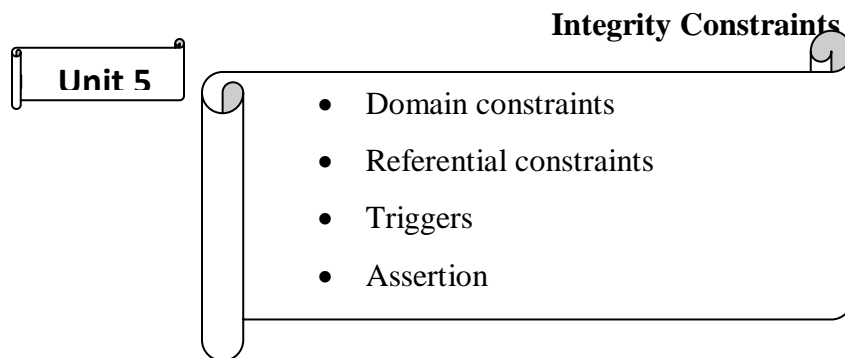 Integrity Constraints
Unit 5
• Domain constraints
• Referential constraints
• Triggers
• Assertion